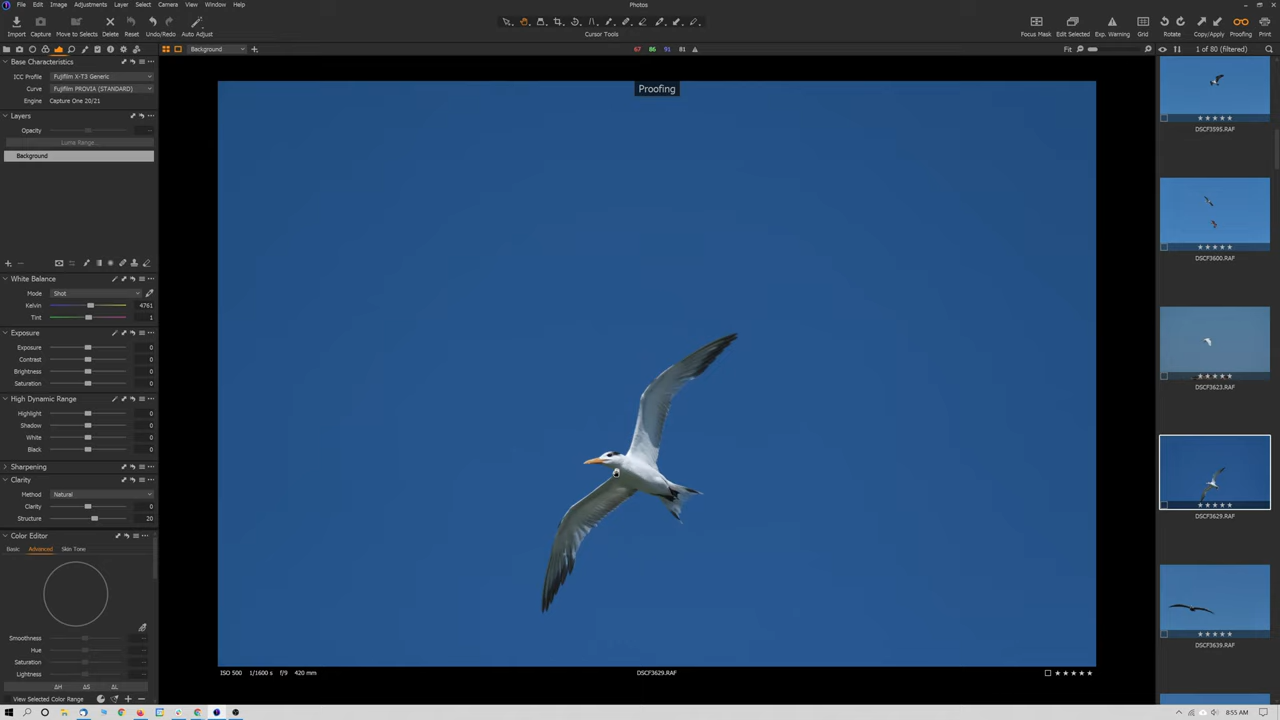 File Edit Image Adjustments Layer Select Camera View Window Help
Photos
Import Capture Move to Selects Delete Reset Undo/Redo Auto Adjust
Cursor Tools
Focus Mask Edit Selected Exp. Warning Grid Rotate Copy/Apply Proofing Print
Background
67 86 91 81
Fit
1 of 80 (filtered)
Base Characteristics
ICC Profile Fujifilm X-T3 Generic
Curve Fujifilm PROVIA (STANDARD)
Engine Capture One 20/21
Layers
Opacity
Luma Range...
Background
White Balance
Mode Shot
Kelvin 4761
Tint 1
Exposure
Exposure 0
Contrast 0
Brightness 0
Saturation 0
High Dynamic Range
Highlight 0
Shadow 0
White 0
Black 0
Sharpening
Clarity
Method Natural
Clarity 0
Structure 20
Color Editor
Basic Advanced Skin Tone
Smoothness
Hue
Saturation
Lightness
View Selected Color Range
Proofing
ISO 500 1/1600 s f/9 420 mm
DSCF3629.RAF
DSCF3595.RAF
DSCF3600.RAF
DSCF3623.RAF
DSCF3629.RAF
DSCF3639.RAF
8:55 AM